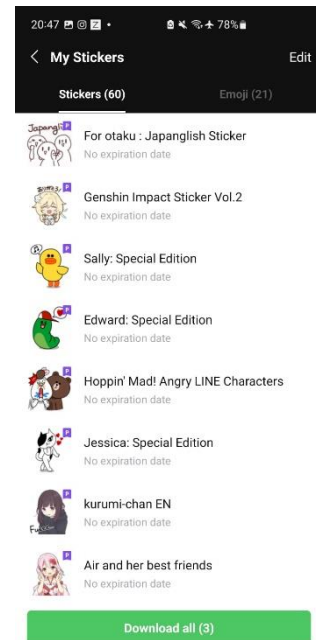 20:47
78%
My Stickers
Edit
Stickers (60)
Emoji (21)
Japangli
P
For otaku : Japanglish Sticker
No expiration date
P
Genshin Impact Sticker Vol.2
No expiration date
P
Sally: Special Edition
No expiration date
P
Edward: Special Edition
No expiration date
P
Hoppin' Mad! Angry LINE Characters
No expiration date
P
Jessica: Special Edition
No expiration date
P
kurumi-chan EN
No expiration date
P
Air and her best friends
No expiration date
Download all (3)